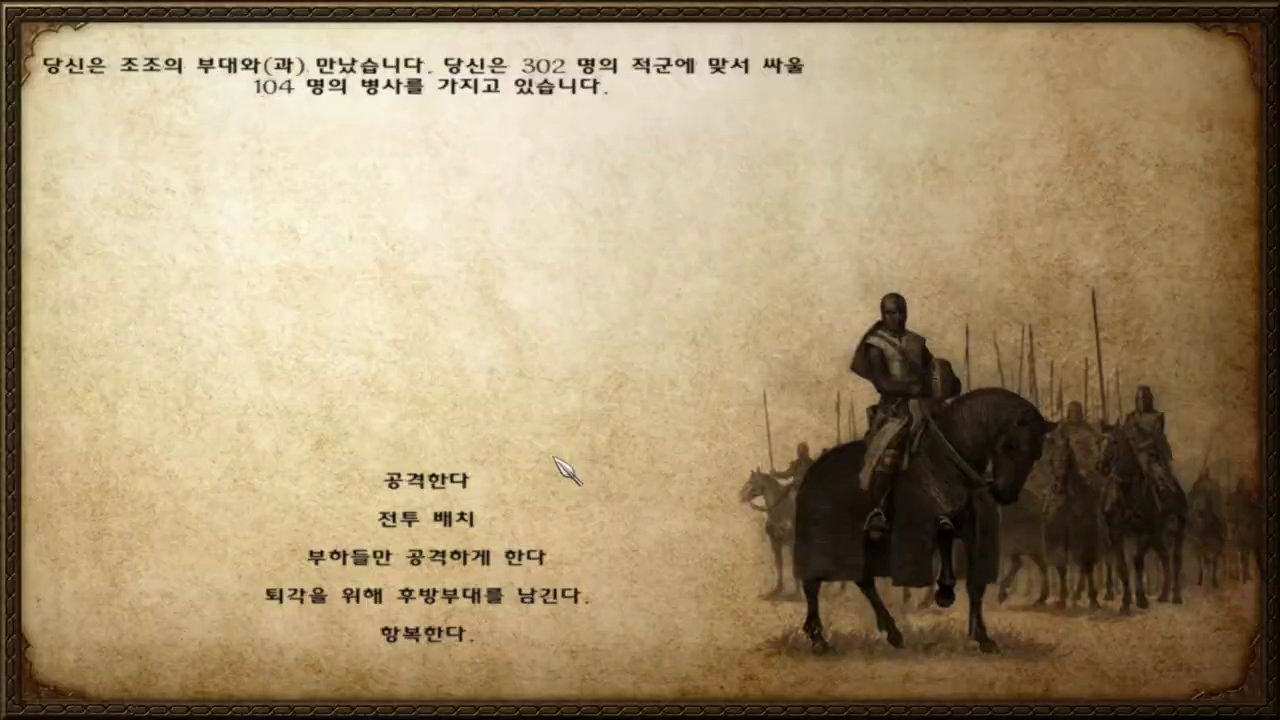 당신은 조조의 부대와(과) 만났습니다. 당신은 302 명의 적군에 맞서 싸울
104 명의 병사를 가지고 있습니다.
공격한다
전투 배치
부하들만 공격하게 한다
퇴각을 위해 후방부대를 남긴다.
항복한다.